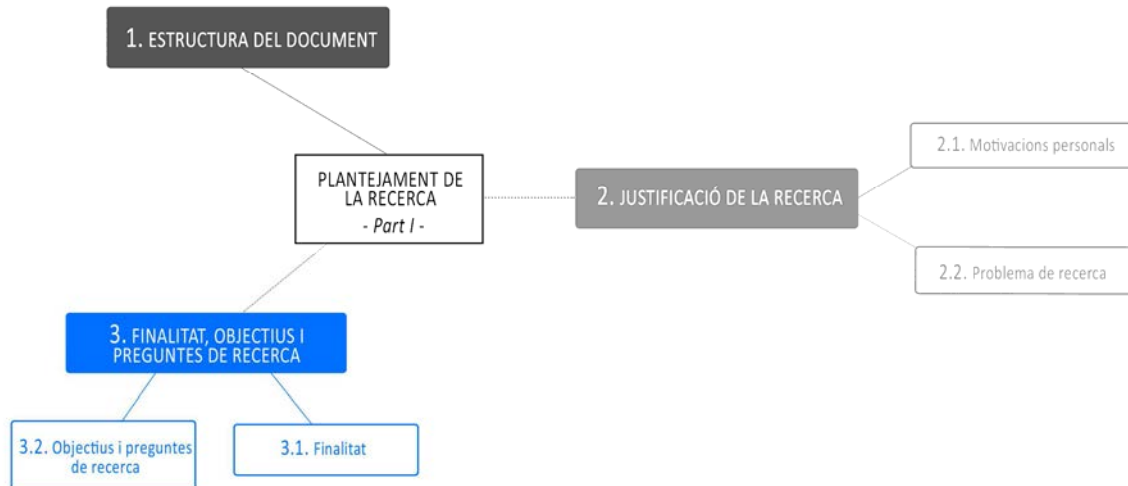 1. ESTRUCTURA DEL DOCUMENT
PLANTEJAMENT DE
LA RECERCA
- Part I -
2. JUSTIFICACIÓ DE LA RECERCA
2.1. Motivacions personals
2.2. Problema de recerca
3. FINALITAT, OBJECTIUS I
PREGUNTES DE RECERCA
3.2. Objectius i preguntes
de recerca
3.1. Finalitat